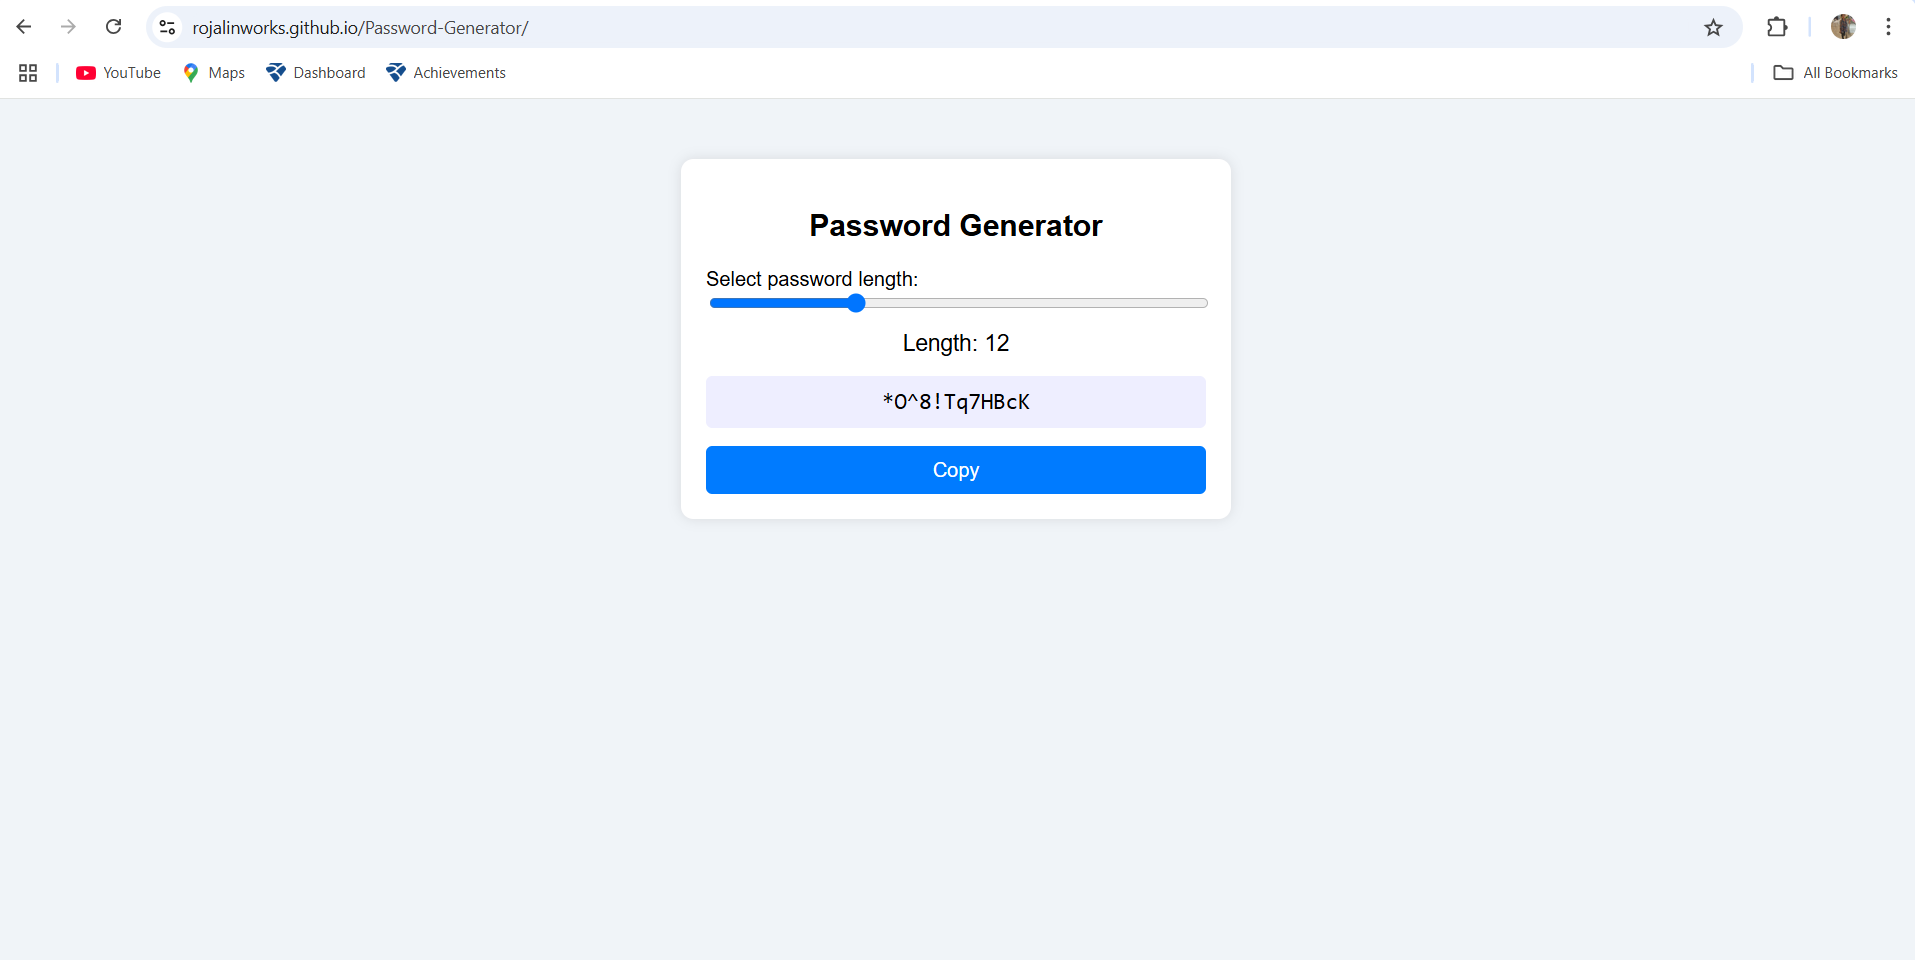 rojalinworks.github.io/Password-Generator/
YouTube Maps Dashboard Achievements All Bookmarks
Password Generator
Select password length:
Length: 12
*O^8!Tq7HBcK
Copy